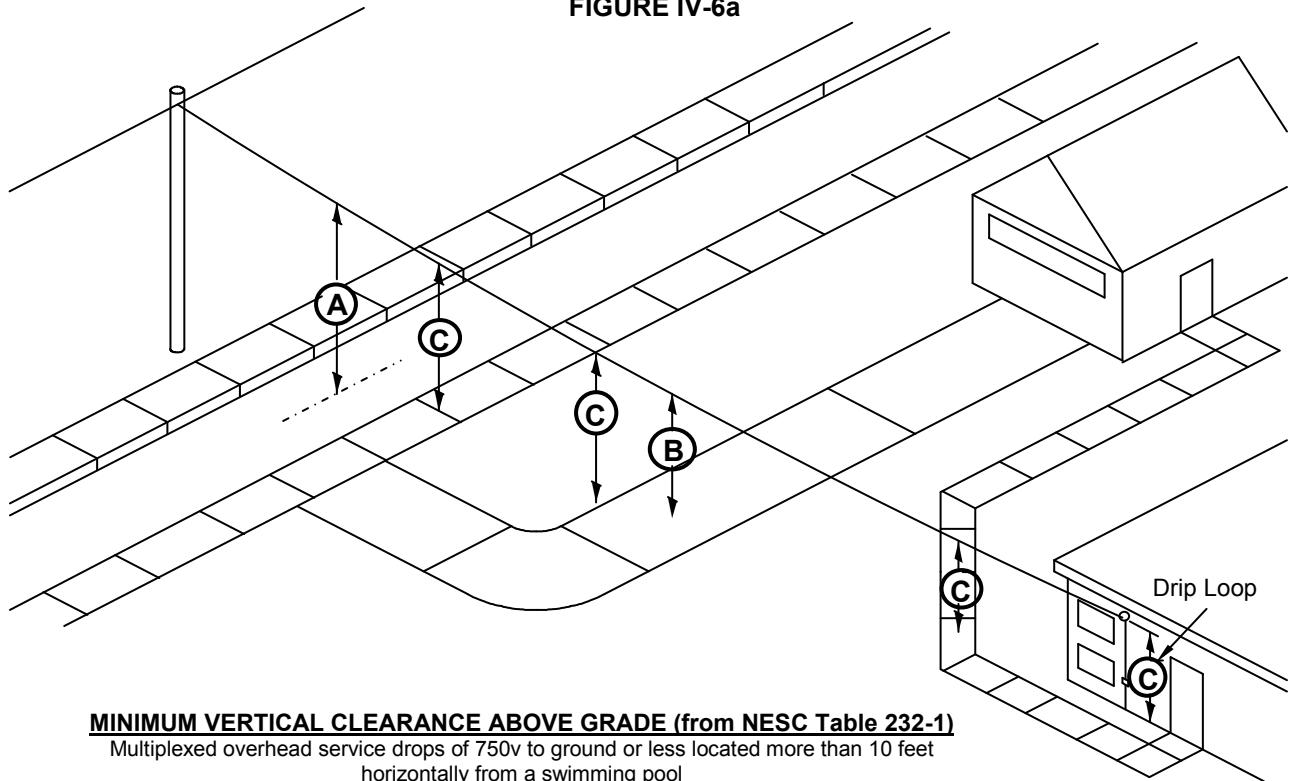 FIGURE IV-6a
A
C
C
B
C
Drip Loop
C
MINIMUM VERTICAL CLEARANCE ABOVE GRADE (from NESC Table 232-1)
Multiplexed overhead service drops of 750v to ground or less located more than 10 feet
horizontally from a swimming pool